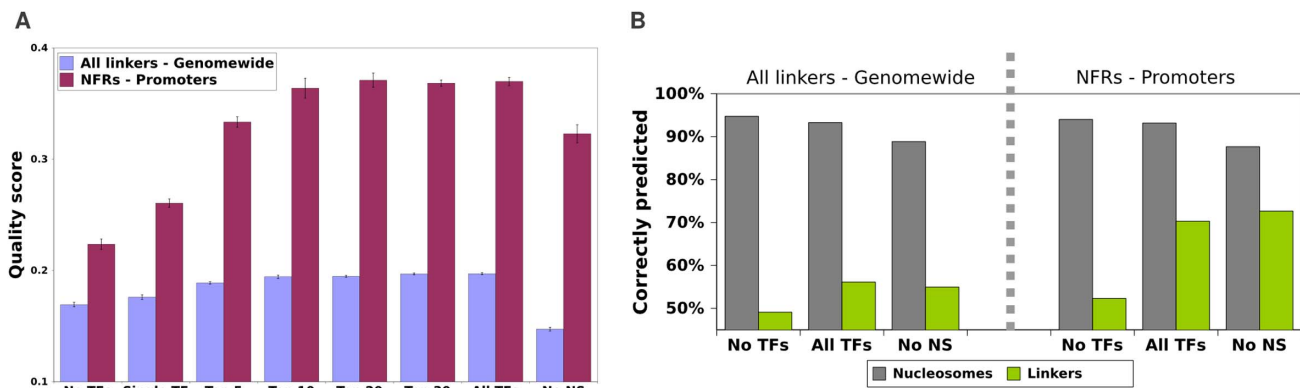 A
Quality score
0.4
0.3
0.2
0.1
All linkers - Genomewide
NFRs - Promoters
B
Correctly predicted
All linkers - Genomewide
NFRs - Promoters
100%
90%
80%
70%
60%
50%
No TFs All TFs No NS No TFs All TFs No NS
Nucleosomes Linkers